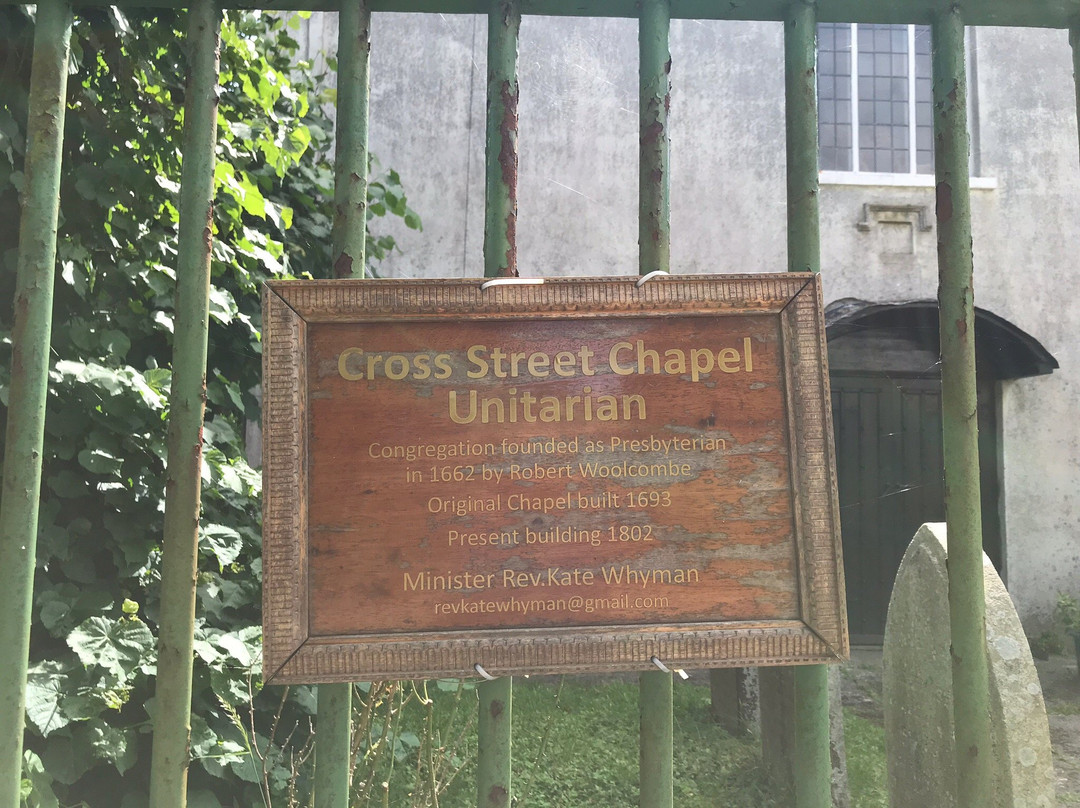 Cross Street Chapel
Unitarian
Congregation founded as Presbyterian
in 1662 by Robert Woolcombe
Original Chapel built 1693
Present building 1802
Minister Rev.Kate Whyman
revkatewhyman@gmail.com